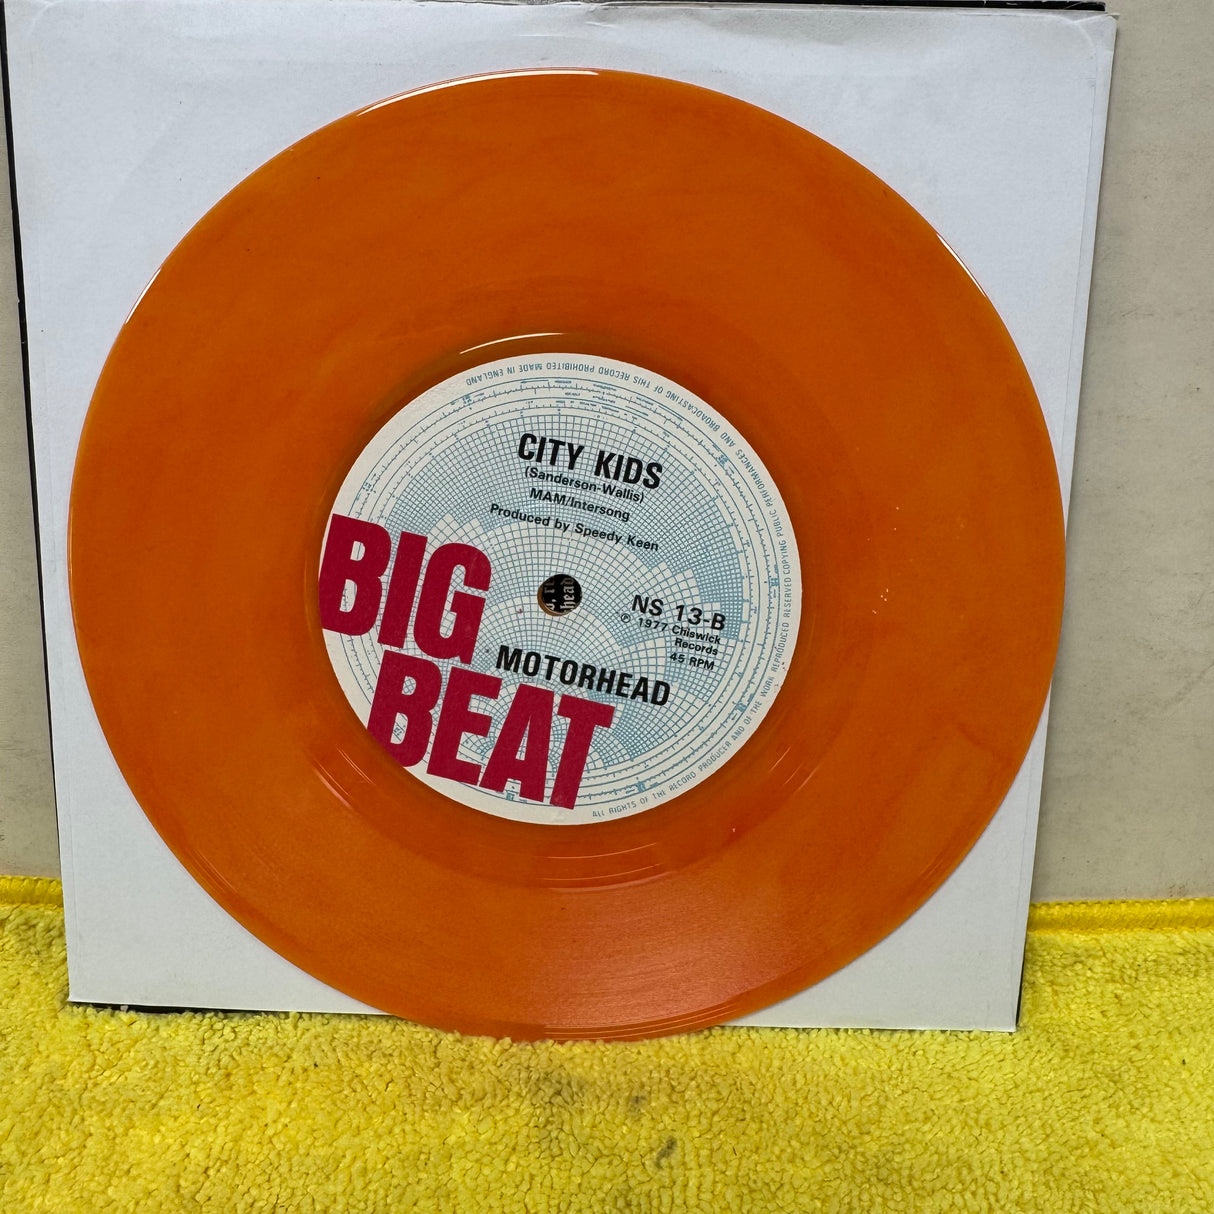 CITY KIDS
(Sanderson-Wallis)
MAM/Intersong
Produced by Speedy Keen
BIG
BEAT
NS 13-B
℗ 1977 Chiswick
Records
45 RPM
MOTORHEAD
head
ALL RIGHTS OF THE RECORD PRODUCER AND OF THE WORK REPRODUCED RESERVED COPYING PUBLIC PERFORMANCES AND BROADCASTING OF THIS RECORD PROHIBITED MADE IN ENGLAND